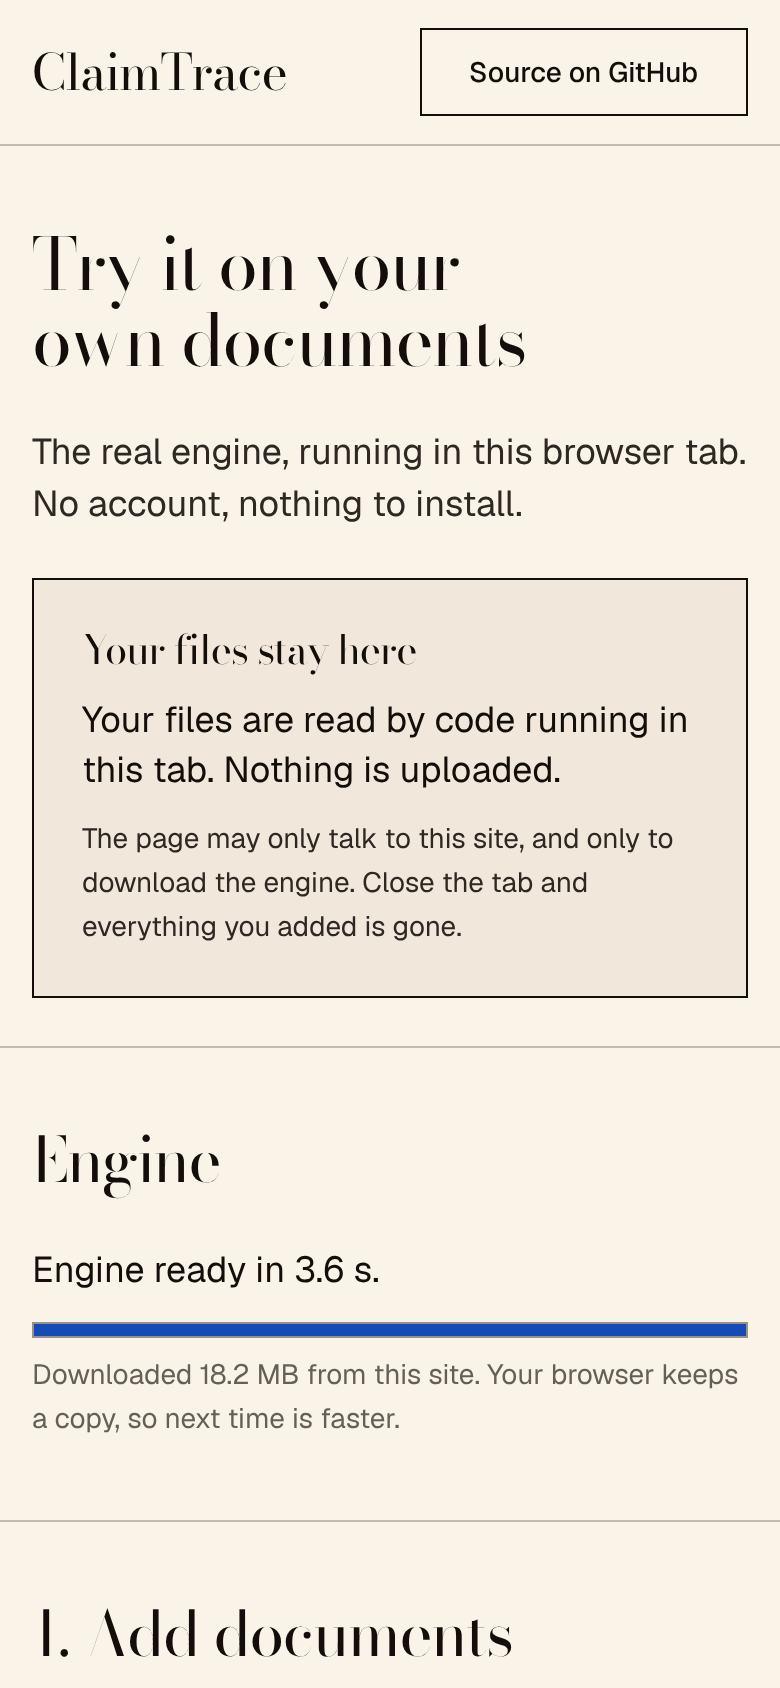 ClaimTrace
Source on GitHub
Try it on your
own documents
The real engine, running in this browser tab.
No account, nothing to install.
Your files stay here
Your files are read by code running in
this tab. Nothing is uploaded.
The page may only talk to this site, and only to
download the engine. Close the tab and
everything you added is gone.
Engine
Engine ready in 3.6 s.
Downloaded 18.2 MB from this site. Your browser keeps
a copy, so next time is faster.
1. Add documents